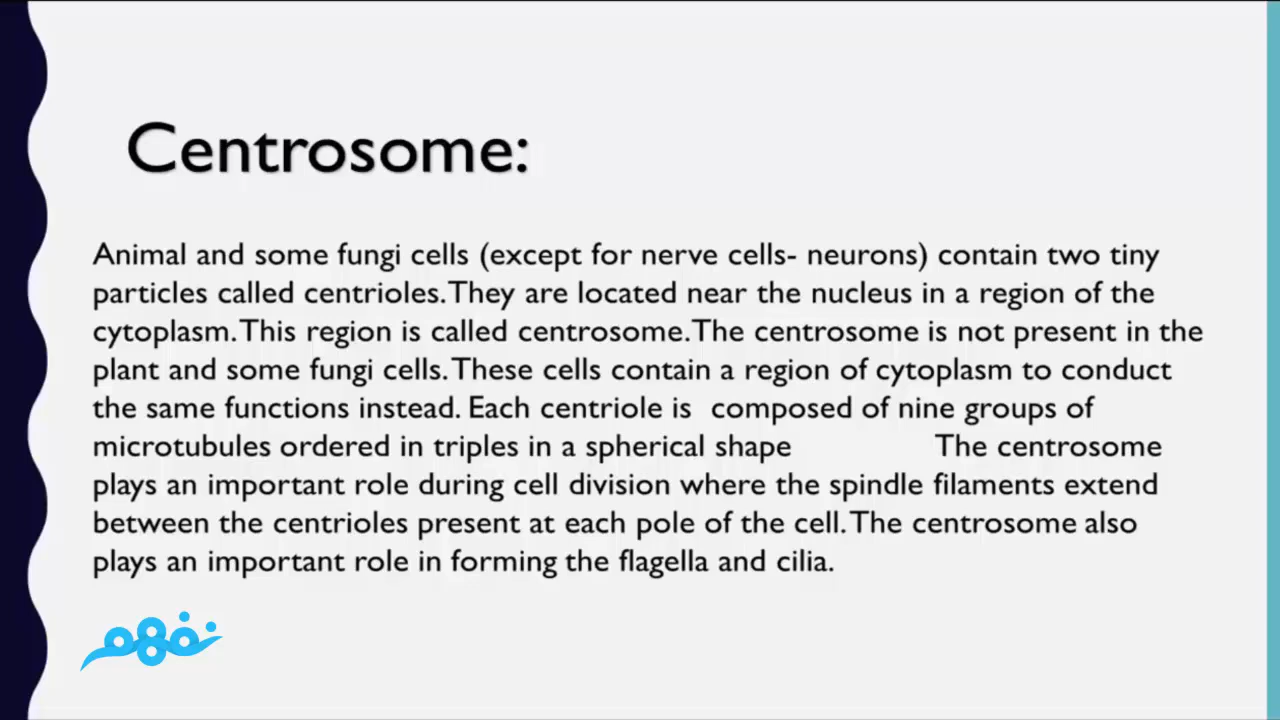 Centrosome:
Animal and some fungi cells (except for nerve cells- neurons) contain two tiny
particles called centrioles. They are located near the nucleus in a region of the
cytoplasm. This region is called centrosome. The centrosome is not present in the
plant and some fungi cells. These cells contain a region of cytoplasm to conduct
the same functions instead. Each centriole is composed of nine groups of
microtubules ordered in triples in a spherical shape The centrosome
plays an important role during cell division where the spindle filaments extend
between the centrioles present at each pole of the cell. The centrosome also
plays an important role in forming the flagella and cilia.
نفهم